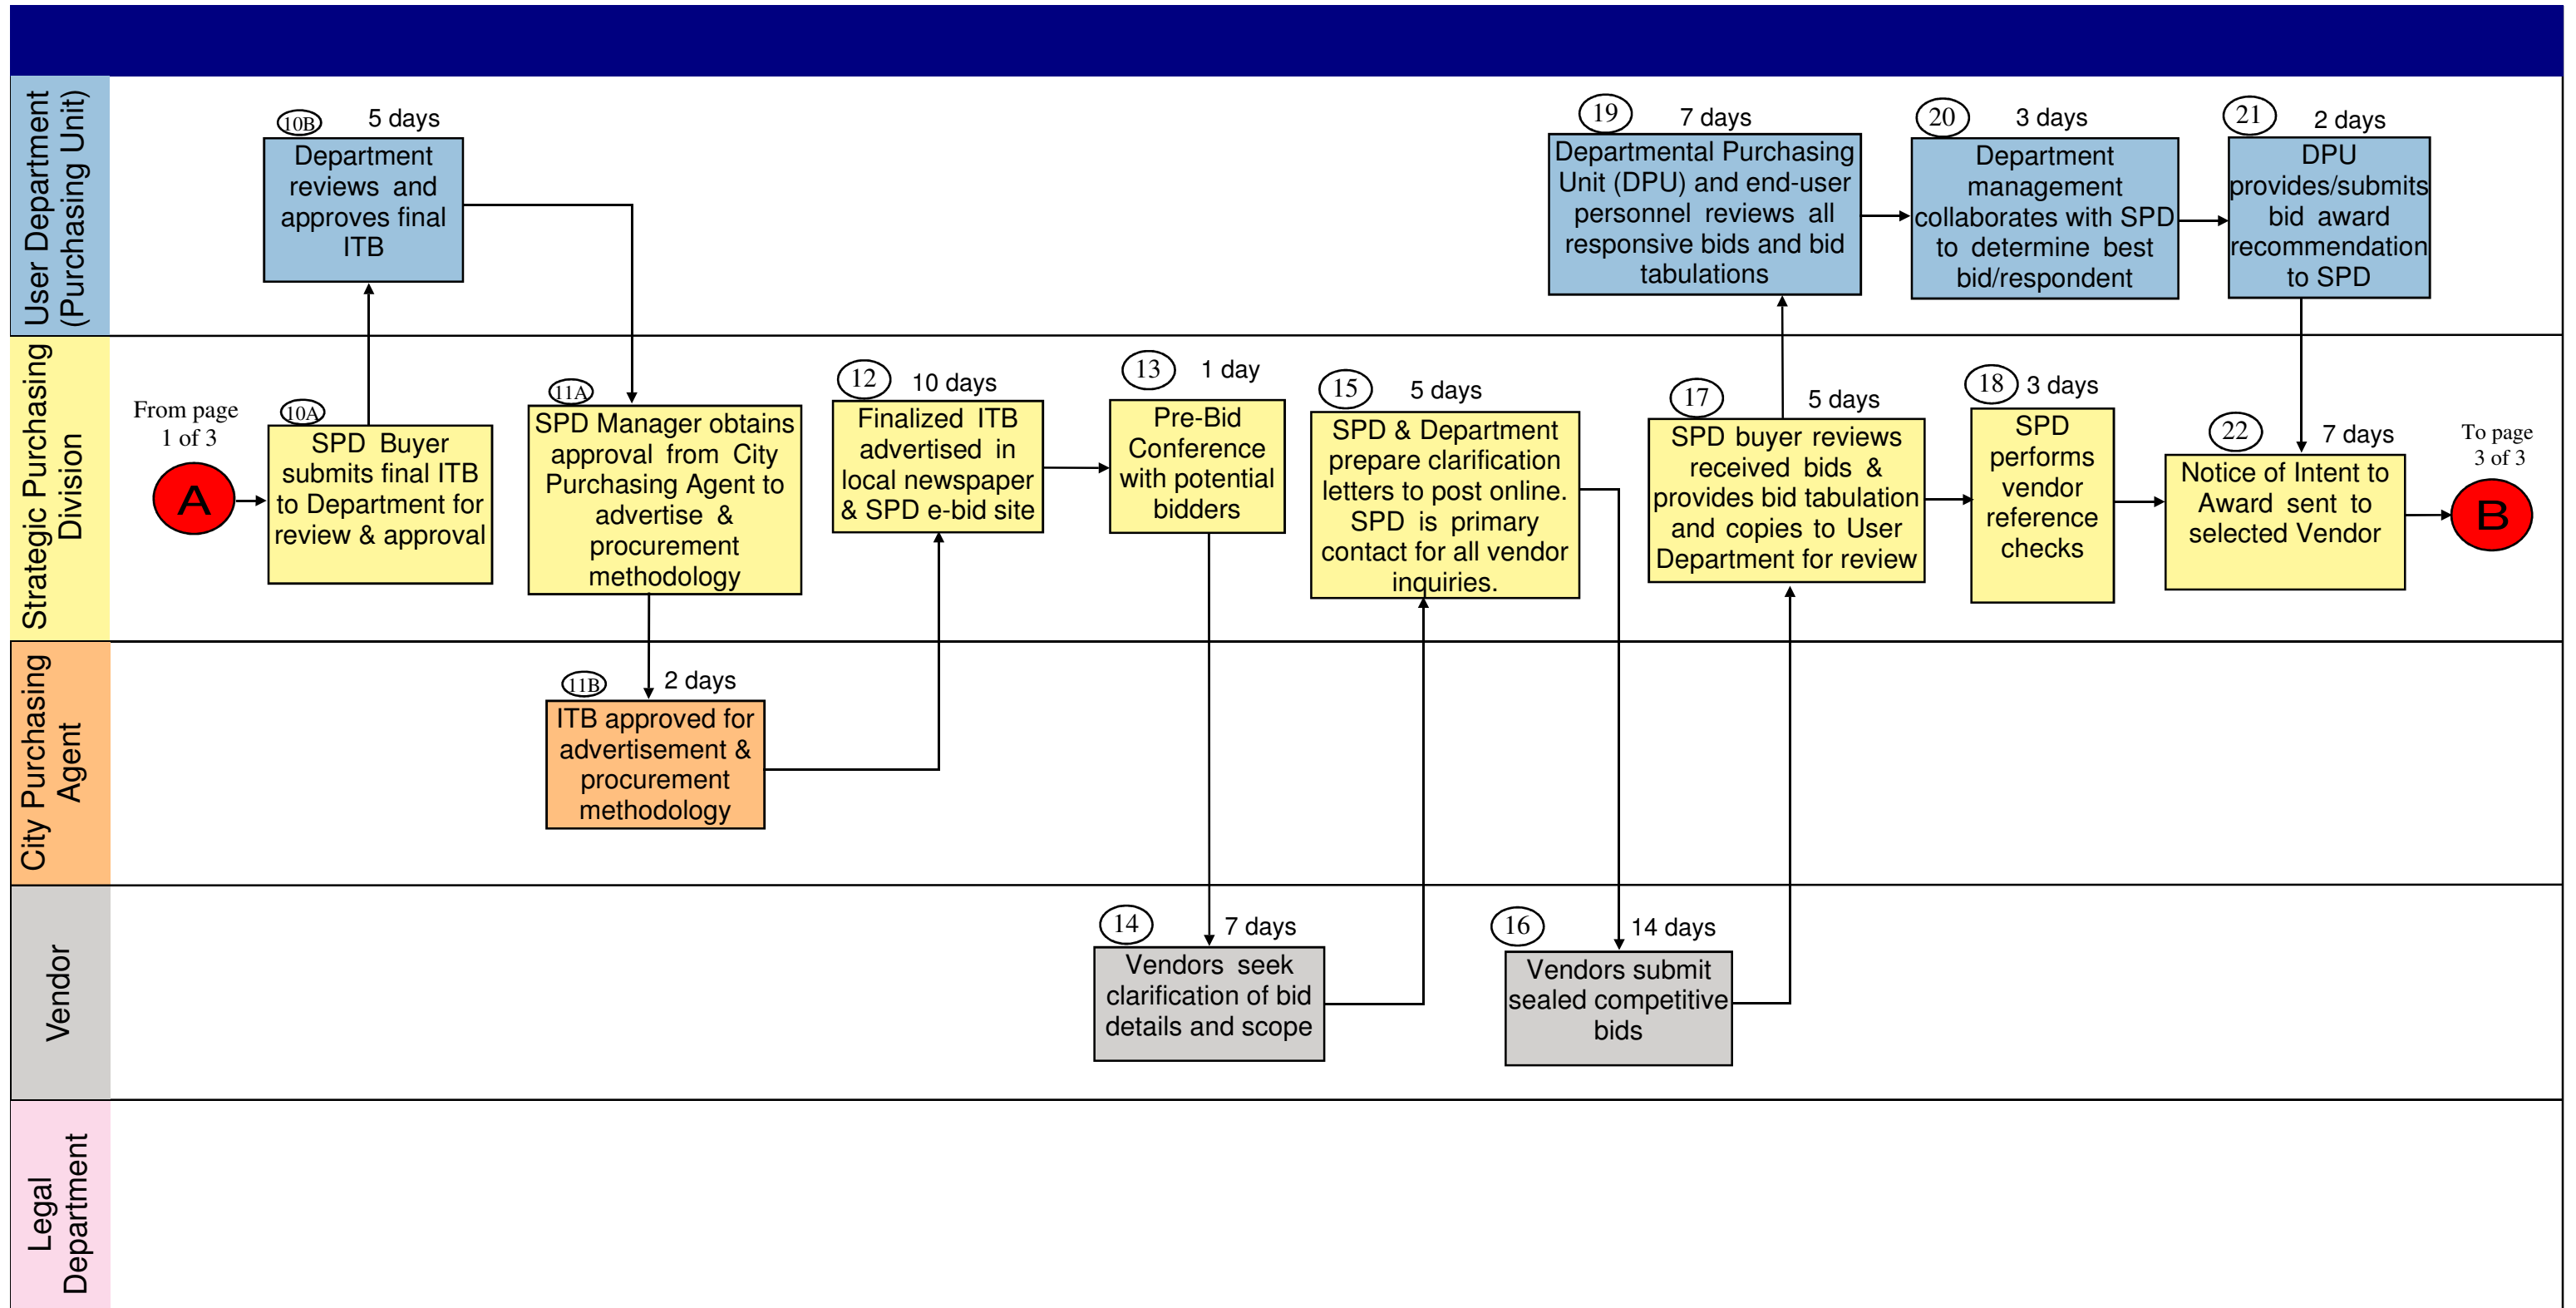 User Department
(Purchasing Unit)
10B
5 days
Department
reviews and
approves final
ITB
19
7 days
Departmental Purchasing
Unit (DPU) and end-user
personnel reviews all
responsive bids and bid
tabulations
20
3 days
Department
management
collaborates with SPD
to determine best
bid/respondent
21
2 days
DPU
provides/submits
bid award
recommendation
to SPD
Strategic Purchasing
Division
From page
1 of 3
A
10A
SPD Buyer
submits final ITB
to Department for
review & approval
11A
SPD Manager obtains
approval from City
Purchasing Agent to
advertise &
procurement
methodology
12
10 days
Finalized ITB
advertised in
local newspaper
& SPD e-bid site
13
1 day
Pre-Bid
Conference
with potential
bidders
15
5 days
SPD & Department
prepare clarification
letters to post online.
SPD is primary
contact for all vendor
inquiries.
17
5 days
SPD buyer reviews
received bids &
provides bid tabulation
and copies to User
Department for review
18
3 days
SPD
performs
vendor
reference
checks
22
7 days
Notice of Intent to
Award sent to
selected Vendor
To page
3 of 3
B
City Purchasing
Agent
11B
2 days
ITB approved for
advertisement &
procurement
methodology
Vendor
14
7 days
Vendors seek
clarification of bid
details and scope
16
14 days
Vendors submit
sealed competitive
bids
Legal
Department